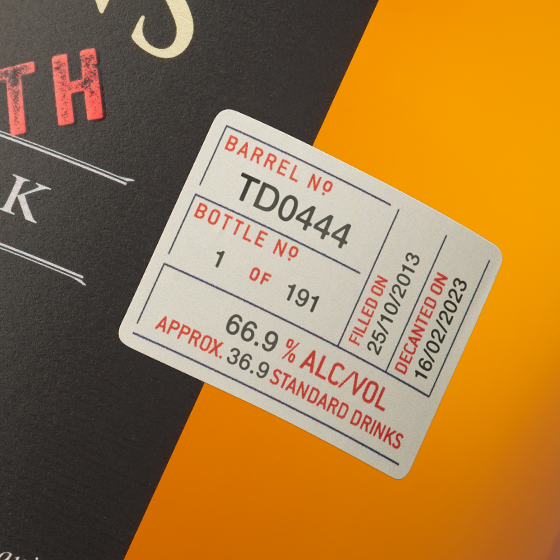 S
TH
K
BARREL Nº
TD0444
BOTTLE Nº
1 OF 191
FILLED ON
25/10/2013
DECANTED ON
16/02/2023
66.9 % ALC/VOL
APPROX. 36.9 STANDARD DRINKS